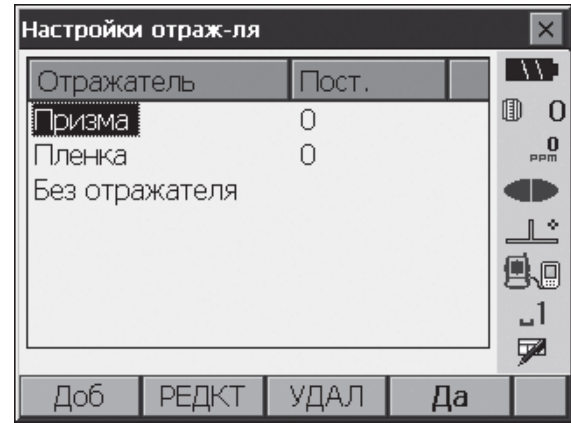 Настройки отраж-ля
Отражатель Пост.
Призма 0
0
Пленка 0
0
ppm
Без отражателя
1
Доб РЕДКТ УДАЛ Да